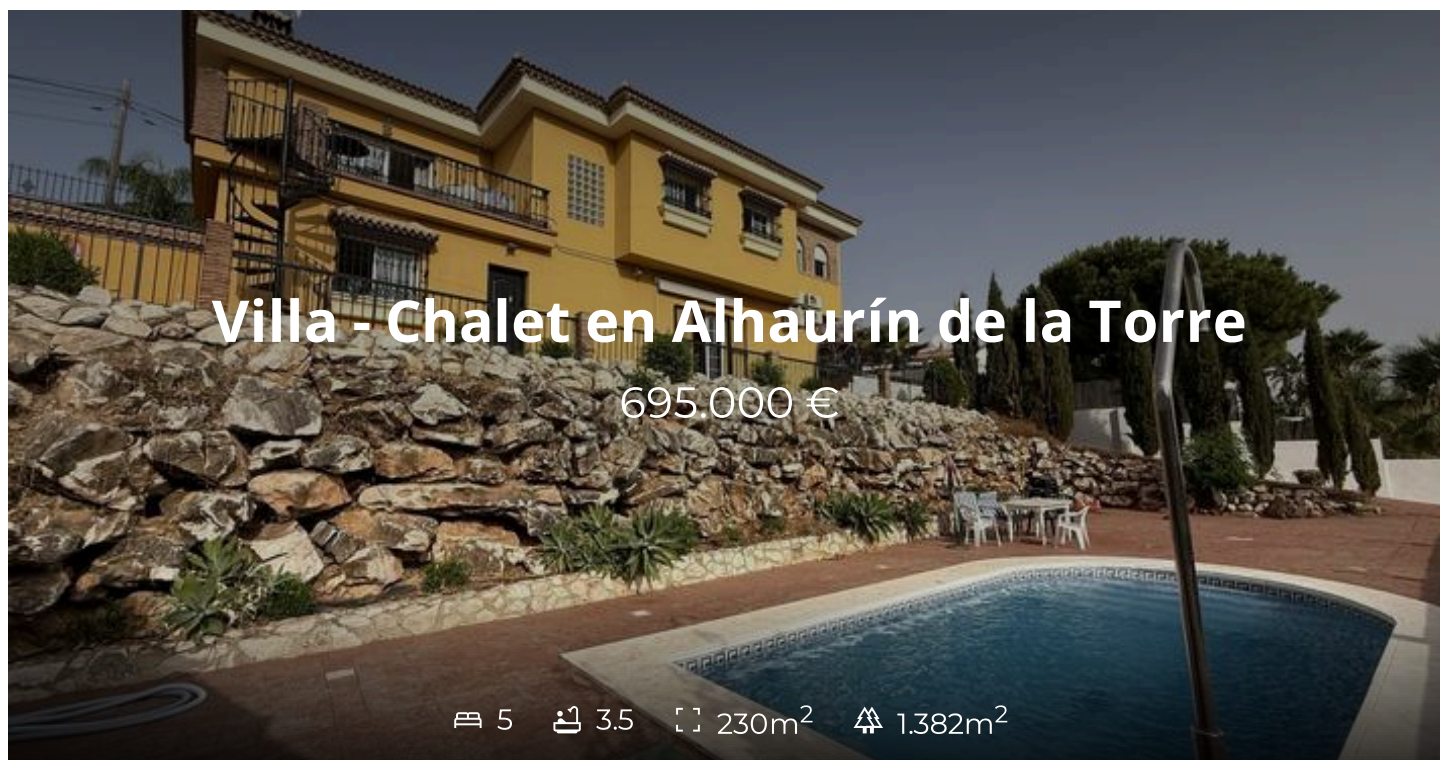 Villa - Chalet en Alhaurín de la Torre
695.000 €
5 3.5 230m² 1.382m²